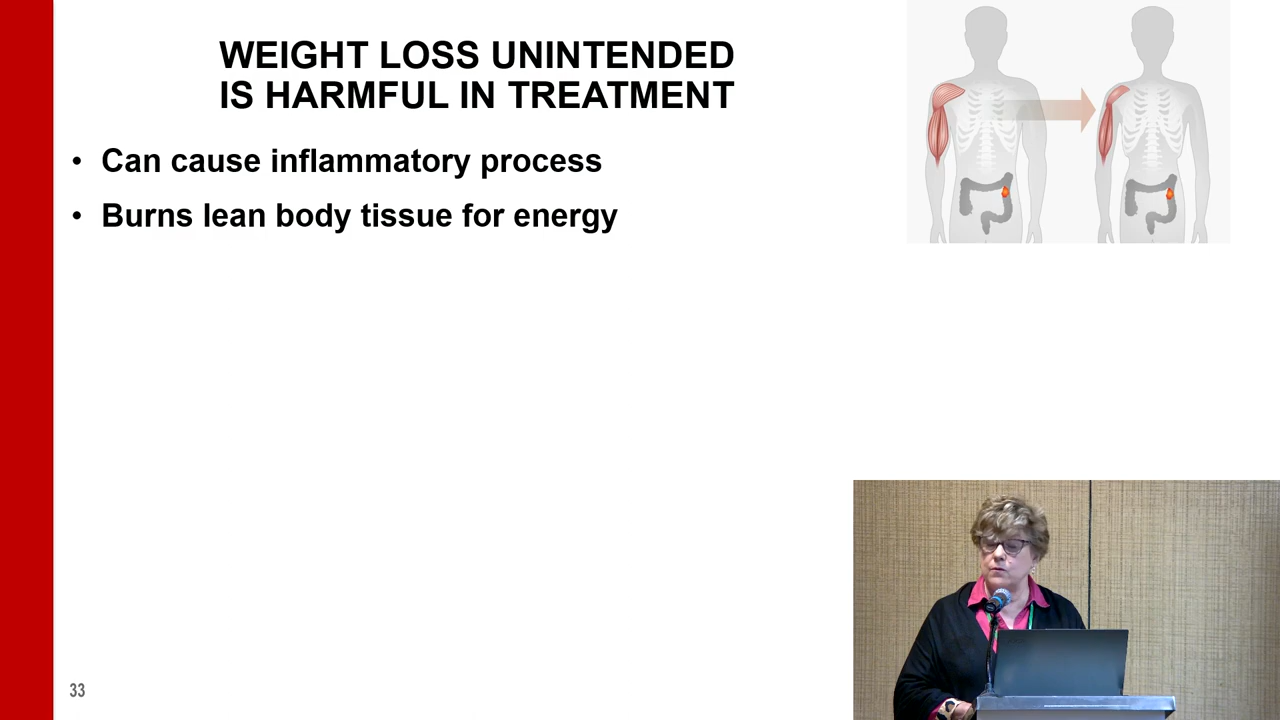 WEIGHT LOSS UNINTENDED
IS HARMFUL IN TREATMENT
• Can cause inflammatory process
• Burns lean body tissue for energy
33